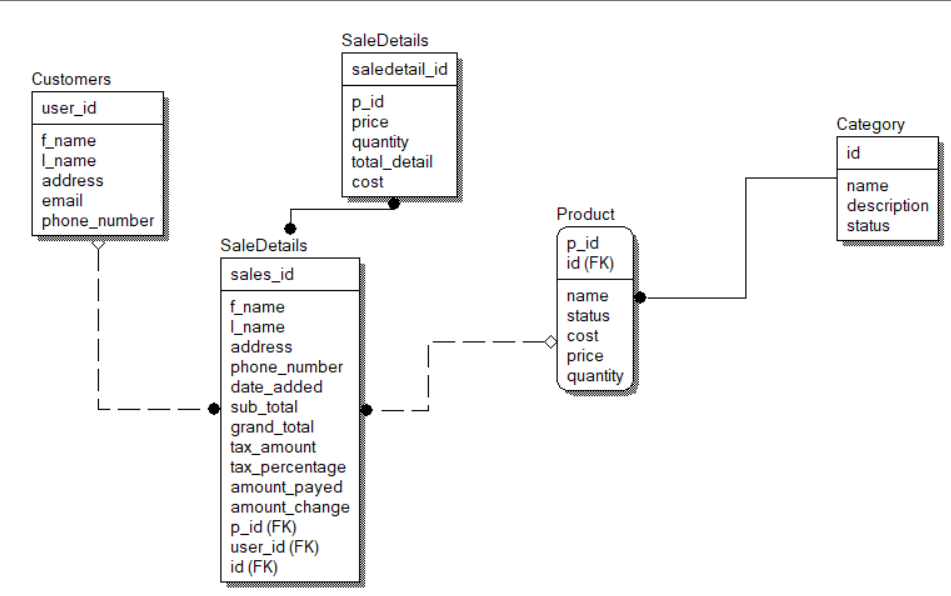 Customers
user_id
f_name
l_name
address
email
phone_number
SaleDetails
saledetail_id
p_id
price
quantity
total_detail
cost
SaleDetails
sales_id
f_name
l_name
address
phone_number
date_added
sub_total
grand_total
tax_amount
tax_percentage
amount_payed
amount_change
p_id (FK)
user_id (FK)
id (FK)
Product
p_id
id (FK)
name
status
cost
price
quantity
Category
id
name
description
status